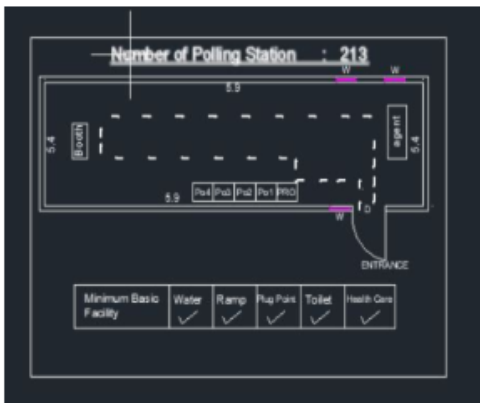 Number of Polling Station : 213
W W
5.9
5.4 Booth agent 5.4
5.9 Po4 Po3 Po2 Po1 PRO
W D
ENTRANCE
Minimum Basic Facility Water Ramp Plug Point Toilet Health Care